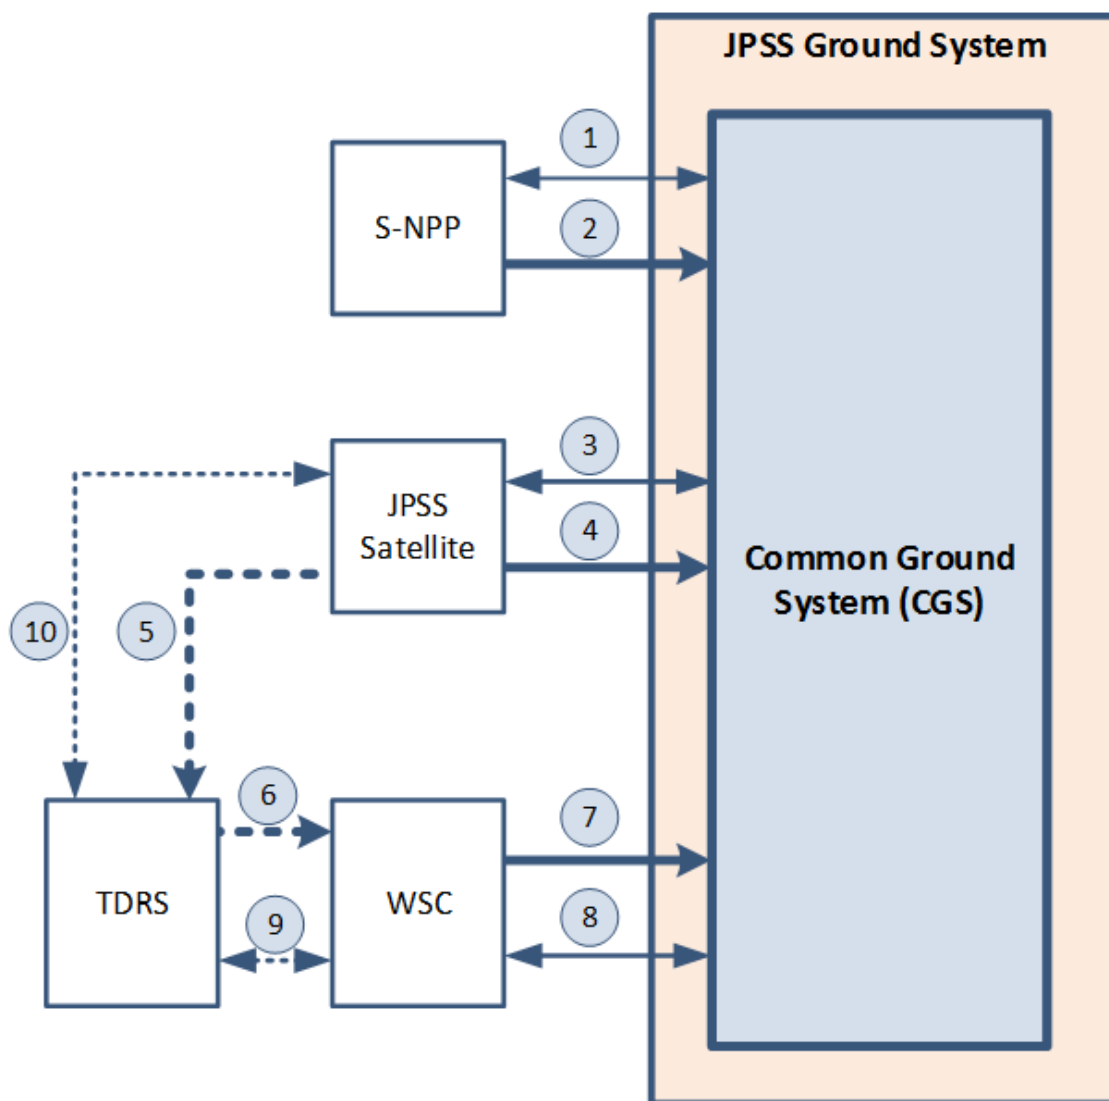 JPSS Ground System
1
S-NPP
2
3
JPSS
Satellite
4
Common Ground
System (CGS)
10
5
6
7
TDRS
WSC
9
8